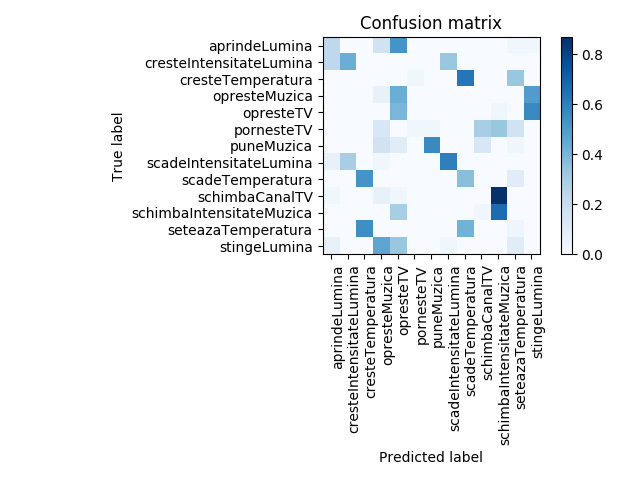 Confusion matrix
True label
aprindeLumina
cresteIntensitateLumina
cresteTemperatura
opresteMuzica
opresteTV
pornesteTV
puneMuzica
scadeIntensitateLumina
scadeTemperatura
schimbaCanalTV
schimbaIntensitateMuzica
seteazaTemperatura
stingeLumina
0.8
0.6
0.4
0.2
0.0
aprindeLumina
cresteIntensitateLumina
cresteTemperatura
opresteMuzica
opresteTV
pornesteTV
puneMuzica
scadeIntensitateLumina
scadeTemperatura
schimbaCanalTV
schimbaIntensitateMuzica
seteazaTemperatura
stingeLumina
Predicted label